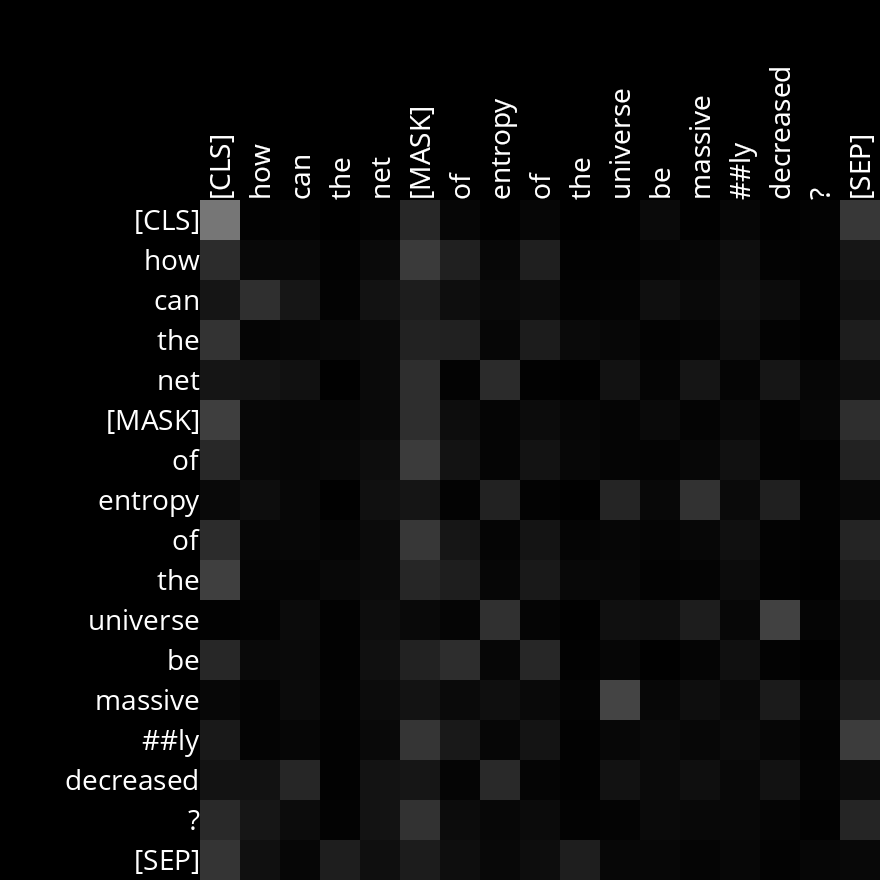 [CLS] how can the net [MASK] of entropy of the universe be massive ##ly decreased ? [SEP]
[CLS]
how
can
the
net
[MASK]
of
entropy
of
the
universe
be
massive
##ly
decreased
?
[SEP]